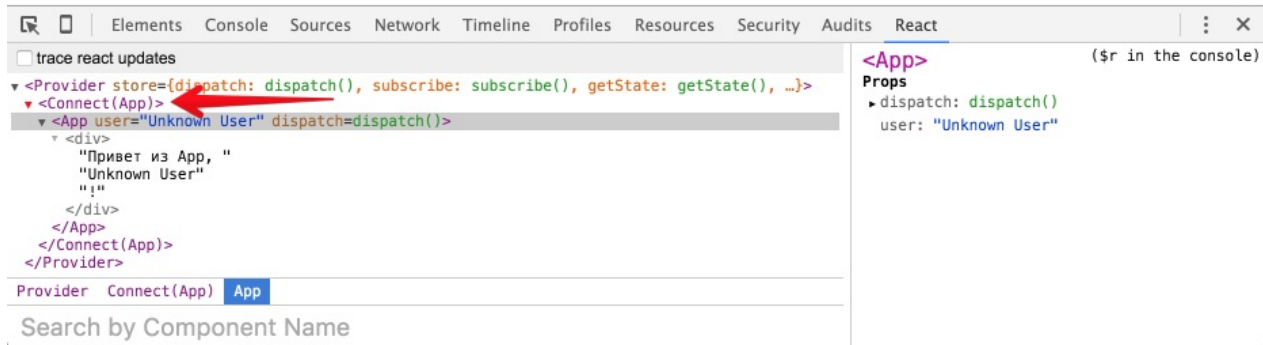 Elements Console Sources Network Timeline Profiles Resources Security Audits React
trace react updates
<Provider store={dispatch: dispatch(), subscribe: subscribe(), getState: getState(), …}>
<Connect(App)>
<App user="Unknown User" dispatch=dispatch()>
<div>
"Привет из App, "
"Unknown User"
"!"
</div>
</App>
</Connect(App)>
</Provider>
Provider Connect(App) App
Search by Component Name
<App> ($r in the console)
Props
dispatch: dispatch()
user: "Unknown User"